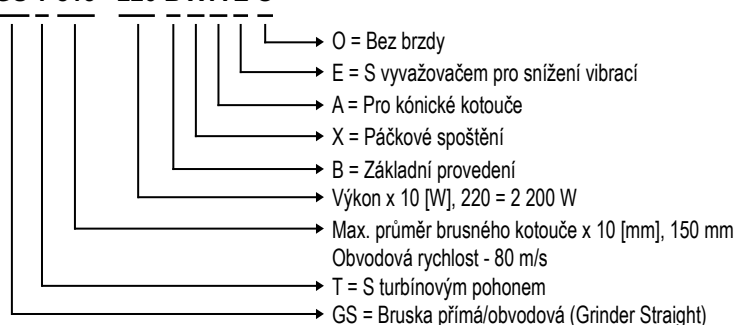 O = Bez brzdy
E = S vyvažovačem pro snížení vibrací
A = Pro kónické kotouče
X = Páčkové spoštění
B = Základní provedení
Výkon x 10 [W], 220 = 2 200 W
Max. průměr brusného kotouče x 10 [mm], 150 mm
Obvodová rychlost - 80 m/s
T = S turbínovým pohonem
GS = Bruska přímá/obvodová (Grinder Straight)